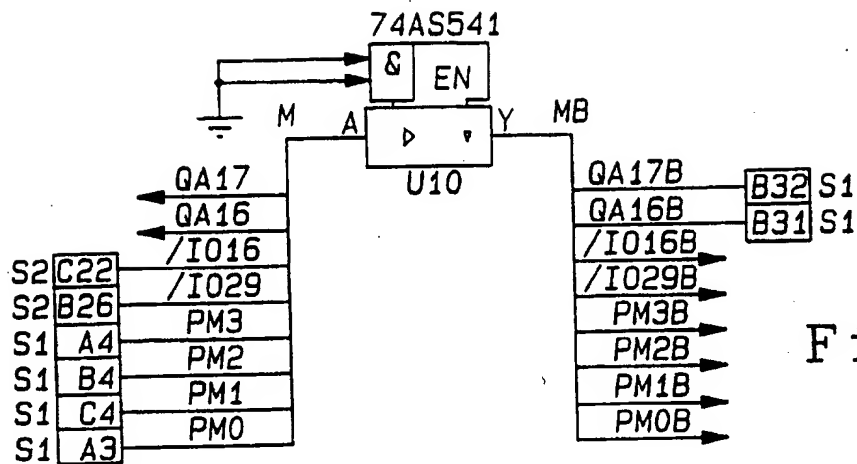 74AS541
& EN
M A Y MB
U10
QA17 QA17B B32 S1
QA16 QA16B B31 S1
S2 C22 /IO16 /IO16B
S2 B26 /IO29 /IO29B
S1 A4 PM3 PM3B
S1 B4 PM2 PM2B
S1 C4 PM1 PM1B
S1 A3 PM0 PM0B
F